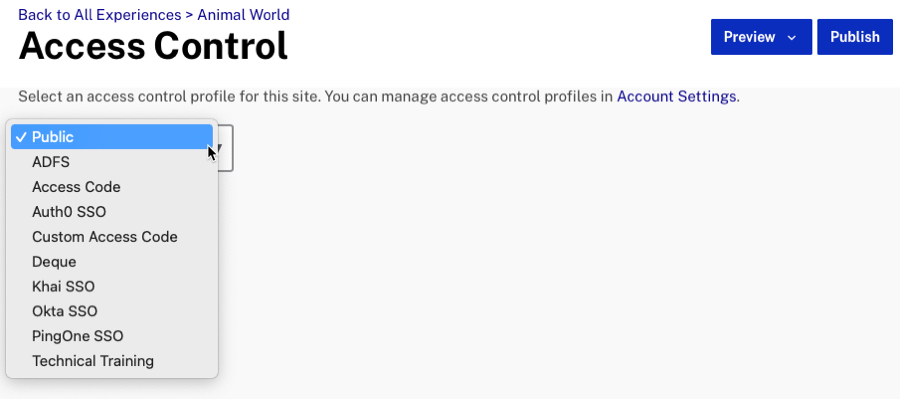 Back to All Experiences > Animal World
Access Control
Preview
Publish
Select an access control profile for this site. You can manage access control profiles in Account Settings.
Public
ADFS
Access Code
Auth0 SSO
Custom Access Code
Deque
Khai SSO
Okta SSO
PingOne SSO
Technical Training